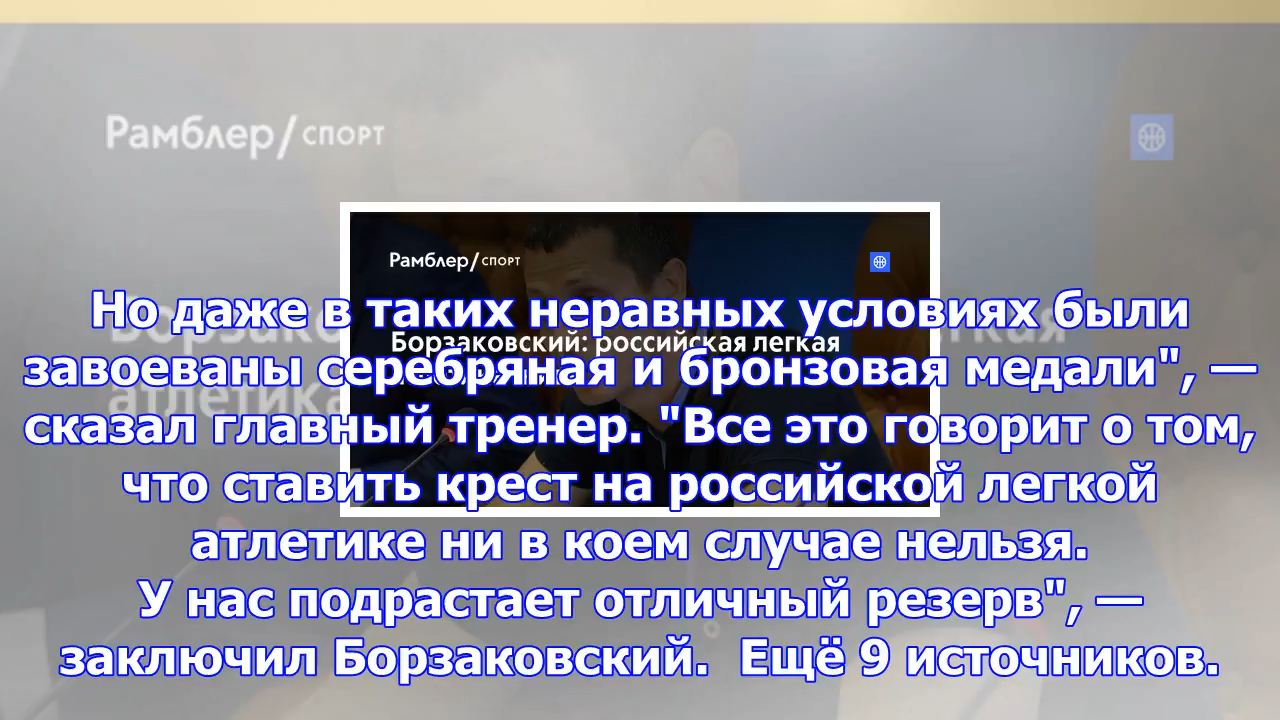 Рамблер/спорт
Рамблер/спорт
Борзаковский: российская легкая
Но даже в таких неравных условиях были
завоеваны серебряная и бронзовая медали", —
сказал главный тренер. "Все это говорит о том,
что ставить крест на российской легкой
атлетике ни в коем случае нельзя.
У нас подрастает отличный резерв", —
заключил Борзаковский.  Ещё 9 источников.